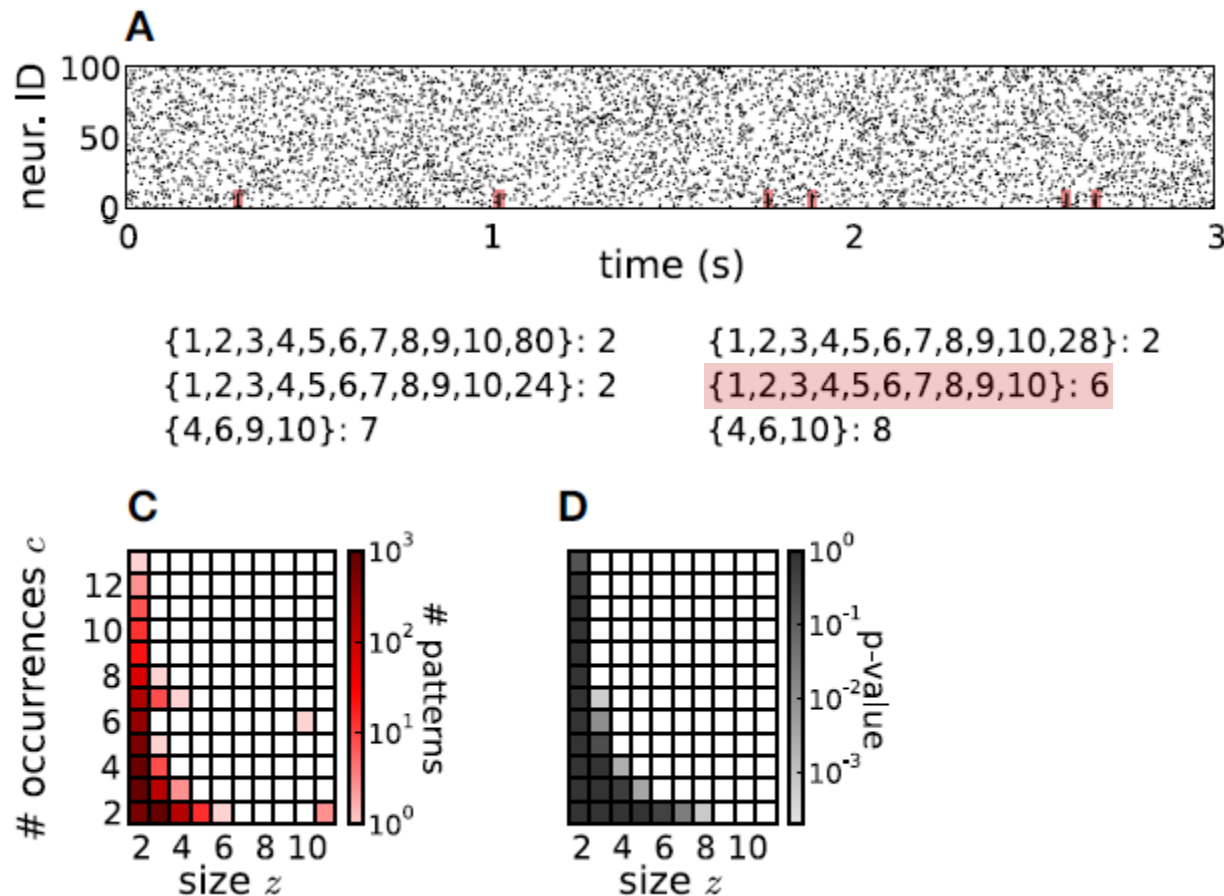 A
neur. ID
100
50
0
0 1 2 3
time (s)
{1,2,3,4,5,6,7,8,9,10,80}: 2 {1,2,3,4,5,6,7,8,9,10,28}: 2
{1,2,3,4,5,6,7,8,9,10,24}: 2 {1,2,3,4,5,6,7,8,9,10}: 6
{4,6,9,10}: 7 {4,6,10}: 8
C
# occurrences c
12
10
8
6
4
2
2 4 6 8 10
size z
10³
10²
10¹
10⁰
# patterns
D
2 4 6 8 10
size z
10⁰
10⁻¹
10⁻²
10⁻³
p-value